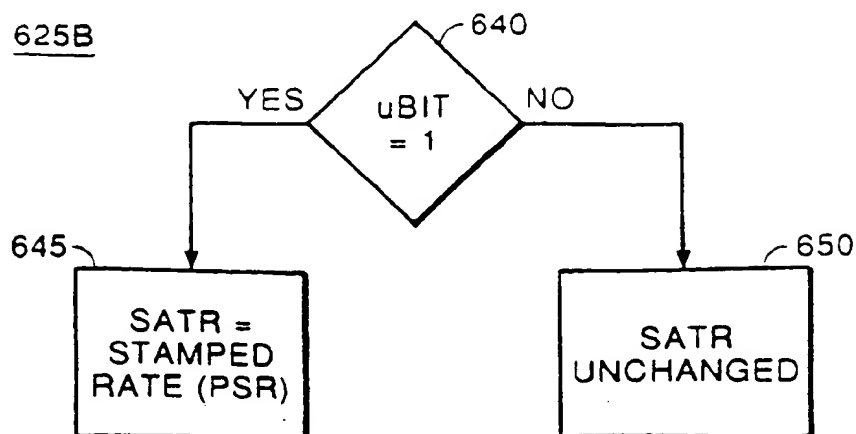 625B
640
YES
uBIT
= 1
NO
645
650
SATR =
STAMPED
RATE (PSR)
SATR
UNCHANGED